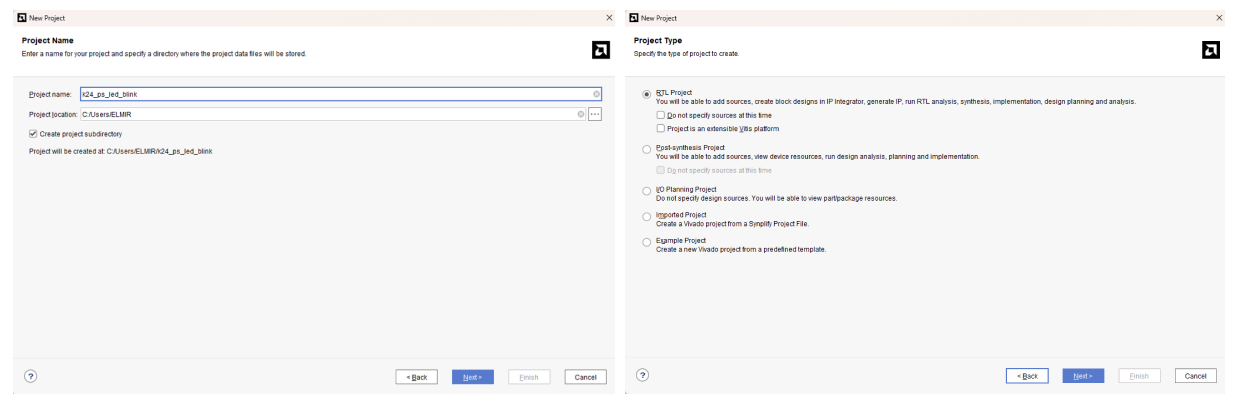 New Project
Project Name
Enter a name for your project and specify a directory where the project data files will be stored.
Project name: k24_ps_led_blink
Project location: C:/Users/ELMIR
Create project subdirectory
Project will be created at: C:/Users/ELMIR/k24_ps_led_blink
< Back Next > Finish Cancel
New Project
Project Type
Specify the type of project to create.
RTL Project
You will be able to add sources, create block designs in IP Integrator, generate IP, run RTL analysis, synthesis, implementation, design planning and analysis.
Do not specify sources at this time
Project is an extensible Vitis platform
Post-synthesis Project
You will be able to add sources, view device resources, run design analysis, planning and implementation.
Do not specify sources at this time
I/O Planning Project
Do not specify design sources. You will be able to view part/package resources.
Imported Project
Create a Vivado project from a Synplify Project File.
Example Project
Create a new Vivado project from a predefined template.
< Back Next > Finish Cancel